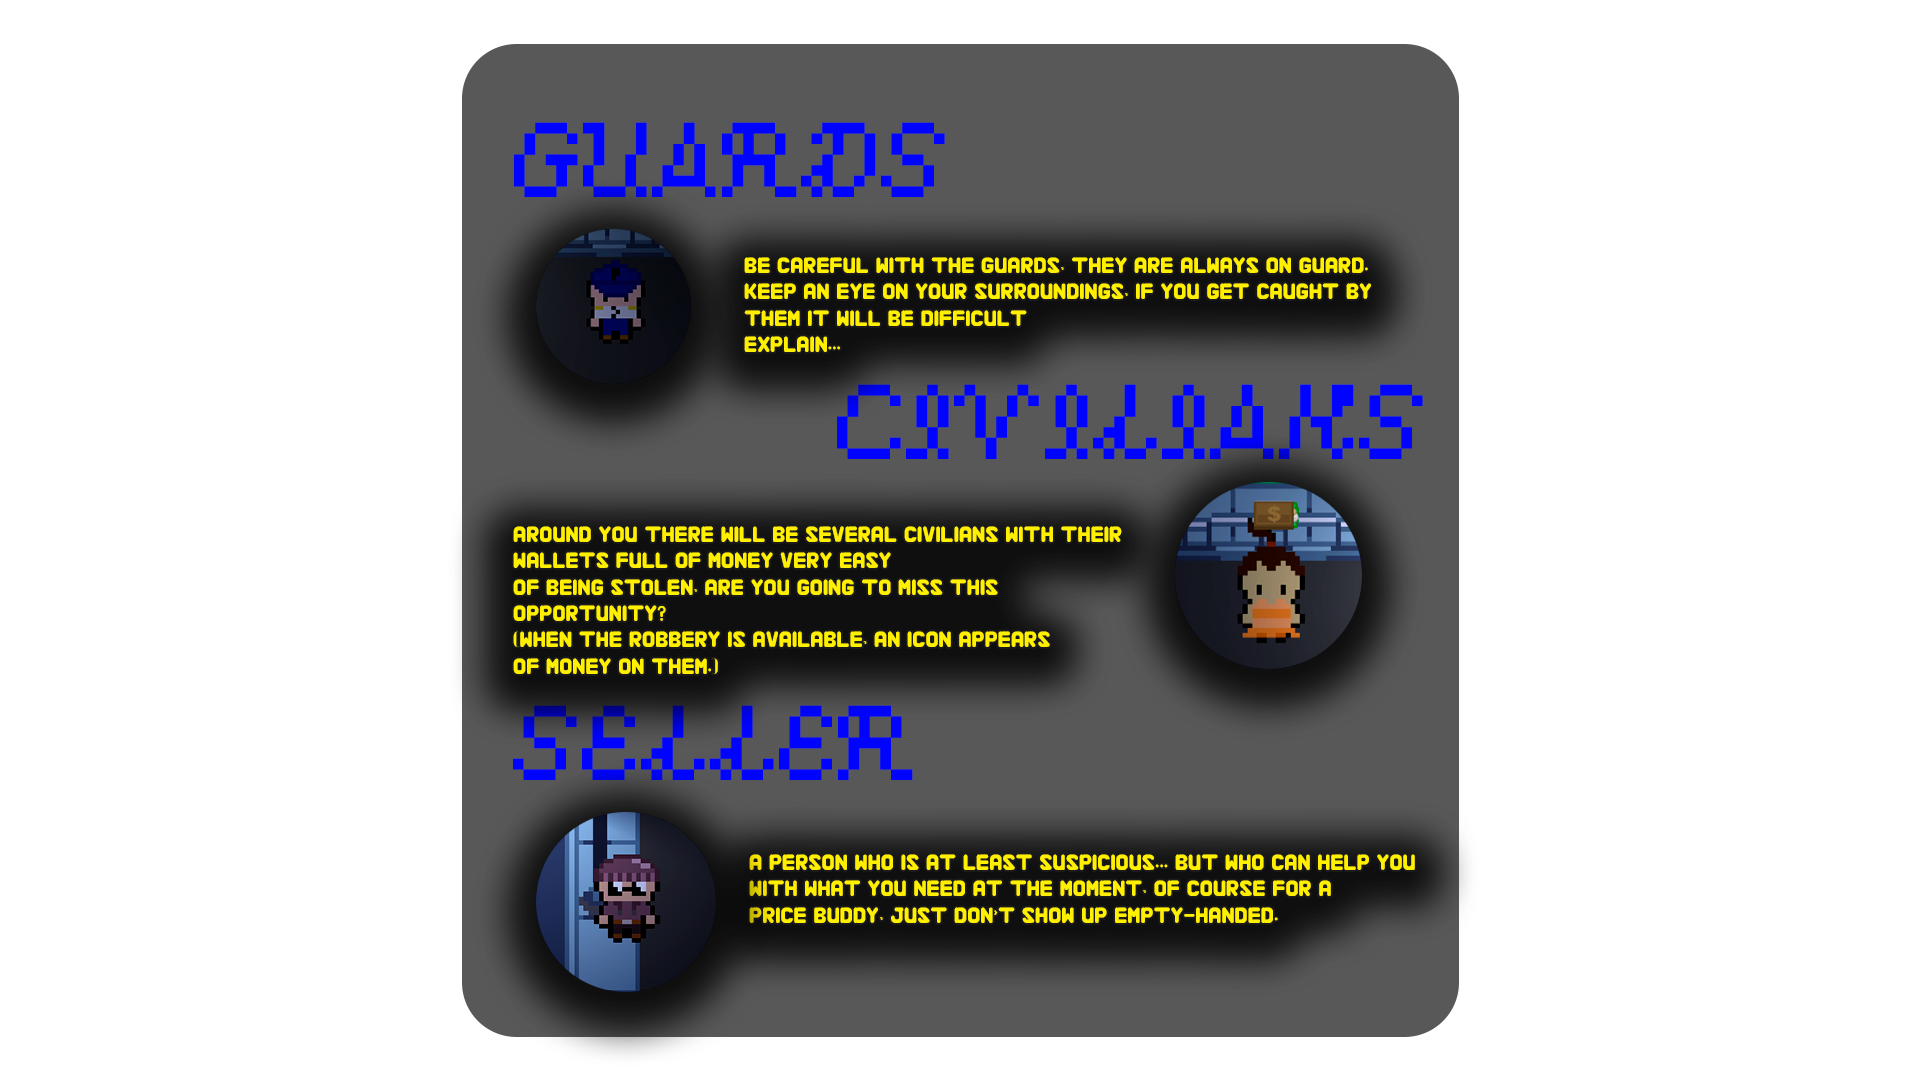 GUARDS
BE CAREFUL WITH THE GUARDS, THEY ARE ALWAYS ON GUARD.
KEEP AN EYE ON YOUR SURROUNDINGS, IF YOU GET CAUGHT BY
THEM IT WILL BE DIFFICULT
EXPLAIN...
CIVILIANS
AROUND YOU THERE WILL BE SEVERAL CIVILIANS WITH THEIR
WALLETS FULL OF MONEY VERY EASY
OF BEING STOLEN, ARE YOU GOING TO MISS THIS
OPPORTUNITY?
(WHEN THE ROBBERY IS AVAILABLE, AN ICON APPEARS
OF MONEY ON THEM.)
$
SELLER
A PERSON WHO IS AT LEAST SUSPICIOUS... BUT WHO CAN HELP YOU
WITH WHAT YOU NEED AT THE MOMENT, OF COURSE FOR A
PRICE BUDDY, JUST DON'T SHOW UP EMPTY-HANDED.